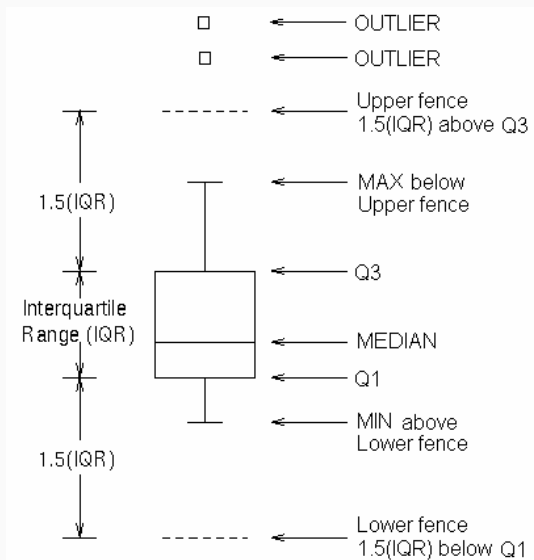 OUTLIER
OUTLIER
Upper fence
1.5(IQR) above Q3
MAX below
Upper fence
1.5(IQR)
Q3
Interquartile
Range (IQR)
MEDIAN
Q1
MIN above
Lower fence
1.5(IQR)
Lower fence
1.5(IQR) below Q1